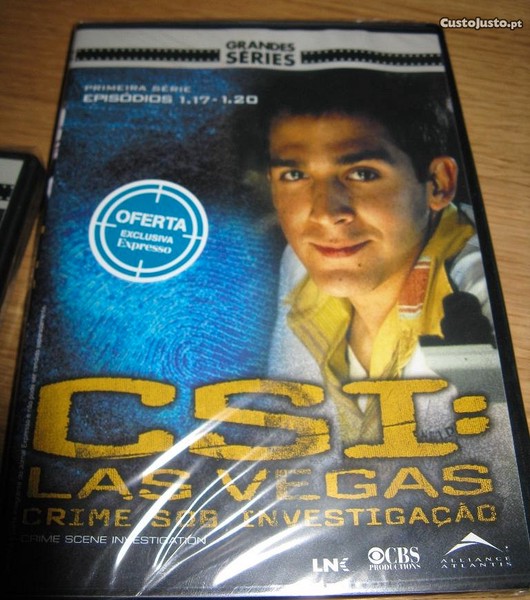 CustoJusto.pt
GRANDES
SÉRIES
PRIMEIRA SÉRIE
EPISÓDIOS 1.17-1.20
OFERTA
EXCLUSIVA
Expresso
CSI:
LAS VEGAS
CRIME SOB INVESTIGAÇÃO
CRIME SCENE INVESTIGATION
LN€
CBS
PRODUCTIONS
ALLIANCE
ATLANTIS